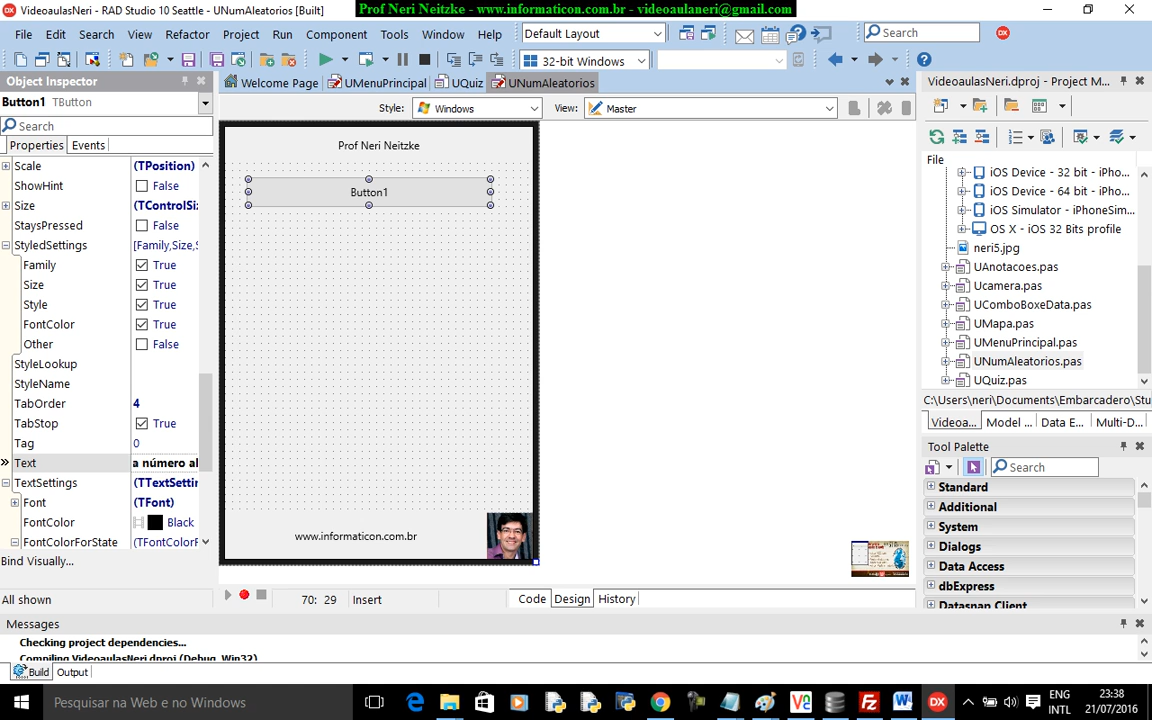 VideoaulasNeri - RAD Studio 10 Seattle - UNumAleatorios [Built]
Prof Neri Neitzke - www.informaticon.com.br - videoaulaneri@gmail.com
File Edit Search View Refactor Project Run Component Tools Window Help
Default Layout
Search
32-bit Windows
Object Inspector
Button1 TButton
Search
Properties Events
Scale (TPosition)
ShowHint False
Size (TControlSiz
StaysPressed False
StyledSettings [Family,Size,S
Family True
Size True
Style True
FontColor True
Other False
StyleLookup
StyleName
TabOrder 4
TabStop True
Tag 0
Text a número al
TextSettings (TTextSettin
Font (TFont)
FontColor Black
FontColorForState (TFontColorF
Bind Visually...
All shown
Welcome Page UMenuPrincipal UQuiz UNumAleatorios
Style: Windows View: Master
Prof Neri Neitzke
Button1
www.informaticon.com.br
70: 29 Insert
Code Design History
VideoaulasNeri.dproj - Project M...
File
iOS Device - 32 bit - iPho...
iOS Device - 64 bit - iPho...
iOS Simulator - iPhoneSim...
OS X - iOS 32 Bits profile
neri5.jpg
UAnotacoes.pas
Ucamera.pas
UComboBoxeData.pas
UMapa.pas
UMenuPrincipal.pas
UNumAleatorios.pas
UQuiz.pas
C:\Users\neri\Documents\Embarcadero\Stu
Videoa... Model ... Data E... Multi-D...
Tool Palette
Search
Standard
Additional
System
Dialogs
Data Access
dbExpress
Datasnap Client
Messages
Checking project dependencies...
Compiling VideoaulasNeri.dproj (Debug, Win32)
Build Output
Pesquisar na Web e no Windows
ENG
INTL
23:38
21/07/2016